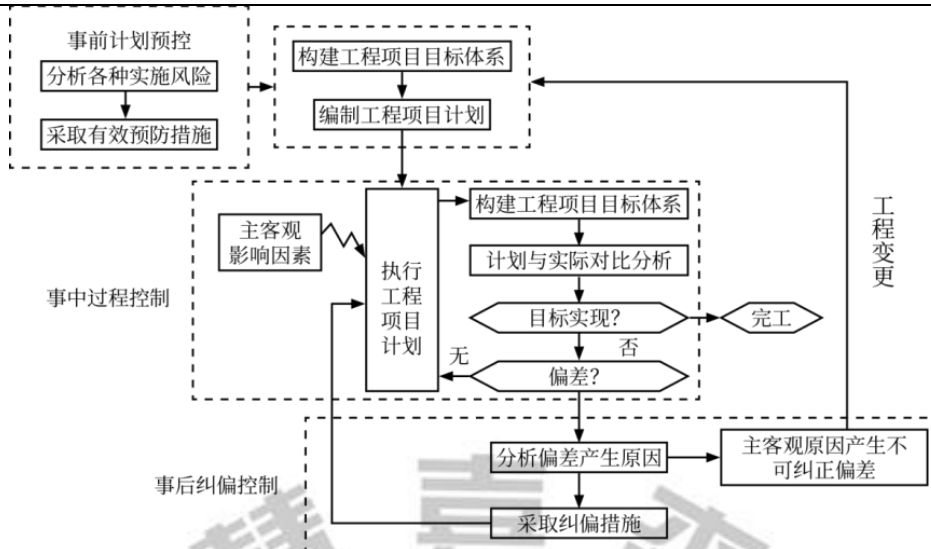 事前计划预控
分析各种实施风险
采取有效预防措施
构建工程项目目标体系
编制工程项目计划
事中过程控制
主客观
影响因素
执行
工程
项目
计划
构建工程项目目标体系
计划与实际对比分析
目标实现?
完工
否
无
偏差?
工程变更
事后纠偏控制
分析偏差产生原因
主客观原因产生不
可纠正偏差
采取纠偏措施